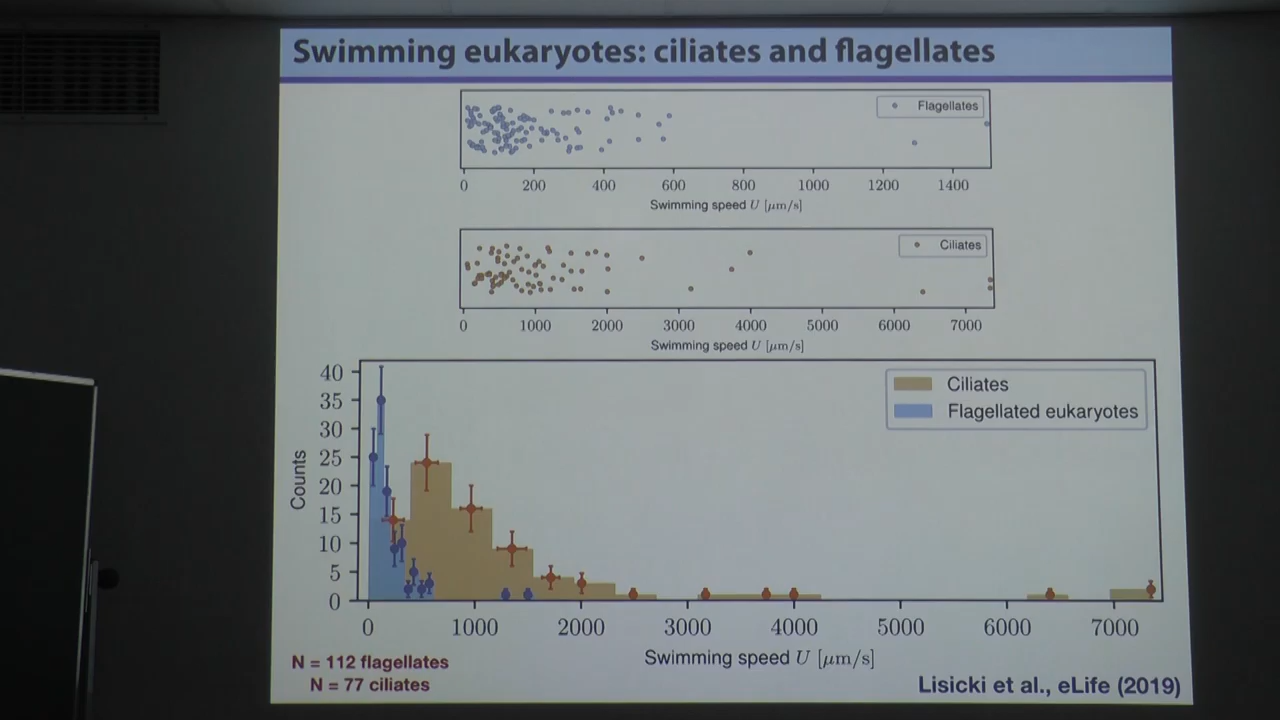 Swimming eukaryotes: ciliates and flagellates
Flagellates
0 200 400 600 800 1000 1200 1400
Swimming speed U [μm/s]
Ciliates
0 1000 2000 3000 4000 5000 6000 7000
Swimming speed U [μm/s]
40
35
30
25
20
15
10
5
0
Counts
Ciliates
Flagellated eukaryotes
0 1000 2000 3000 4000 5000 6000 7000
Swimming speed U [μm/s]
N = 112 flagellates
N = 77 ciliates
Lisicki et al., eLife (2019)